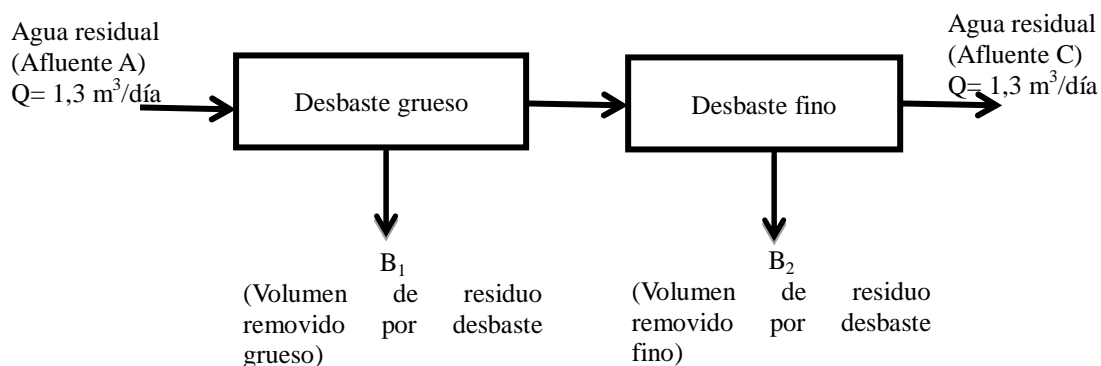 Agua residual
(Afluente A)
Q= 1,3 m³/día
Desbaste grueso
Desbaste fino
Agua residual
(Afluente C)
Q= 1,3 m³/día
B₁
(Volumen de residuo
removido por desbaste
grueso)
B₂
(Volumen de residuo
removido por desbaste
fino)